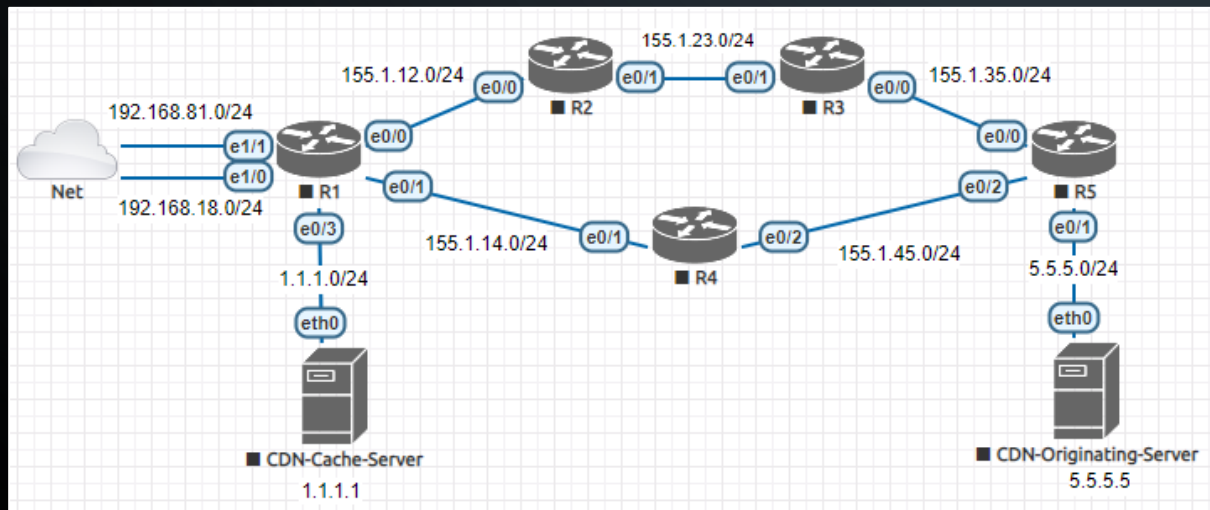 155.1.23.0/24
155.1.12.0/24
155.1.35.0/24
e0/0
e0/1
e0/1
e0/0
R2
R3
192.168.81.0/24
e1/1
e0/0
e0/0
Net
e1/0
R1
e0/1
e0/2
R5
192.168.18.0/24
e0/3
155.1.14.0/24
e0/1
e0/2
155.1.45.0/24
e0/1
R4
1.1.1.0/24
5.5.5.0/24
eth0
eth0
CDN-Cache-Server
1.1.1.1
CDN-Originating-Server
5.5.5.5